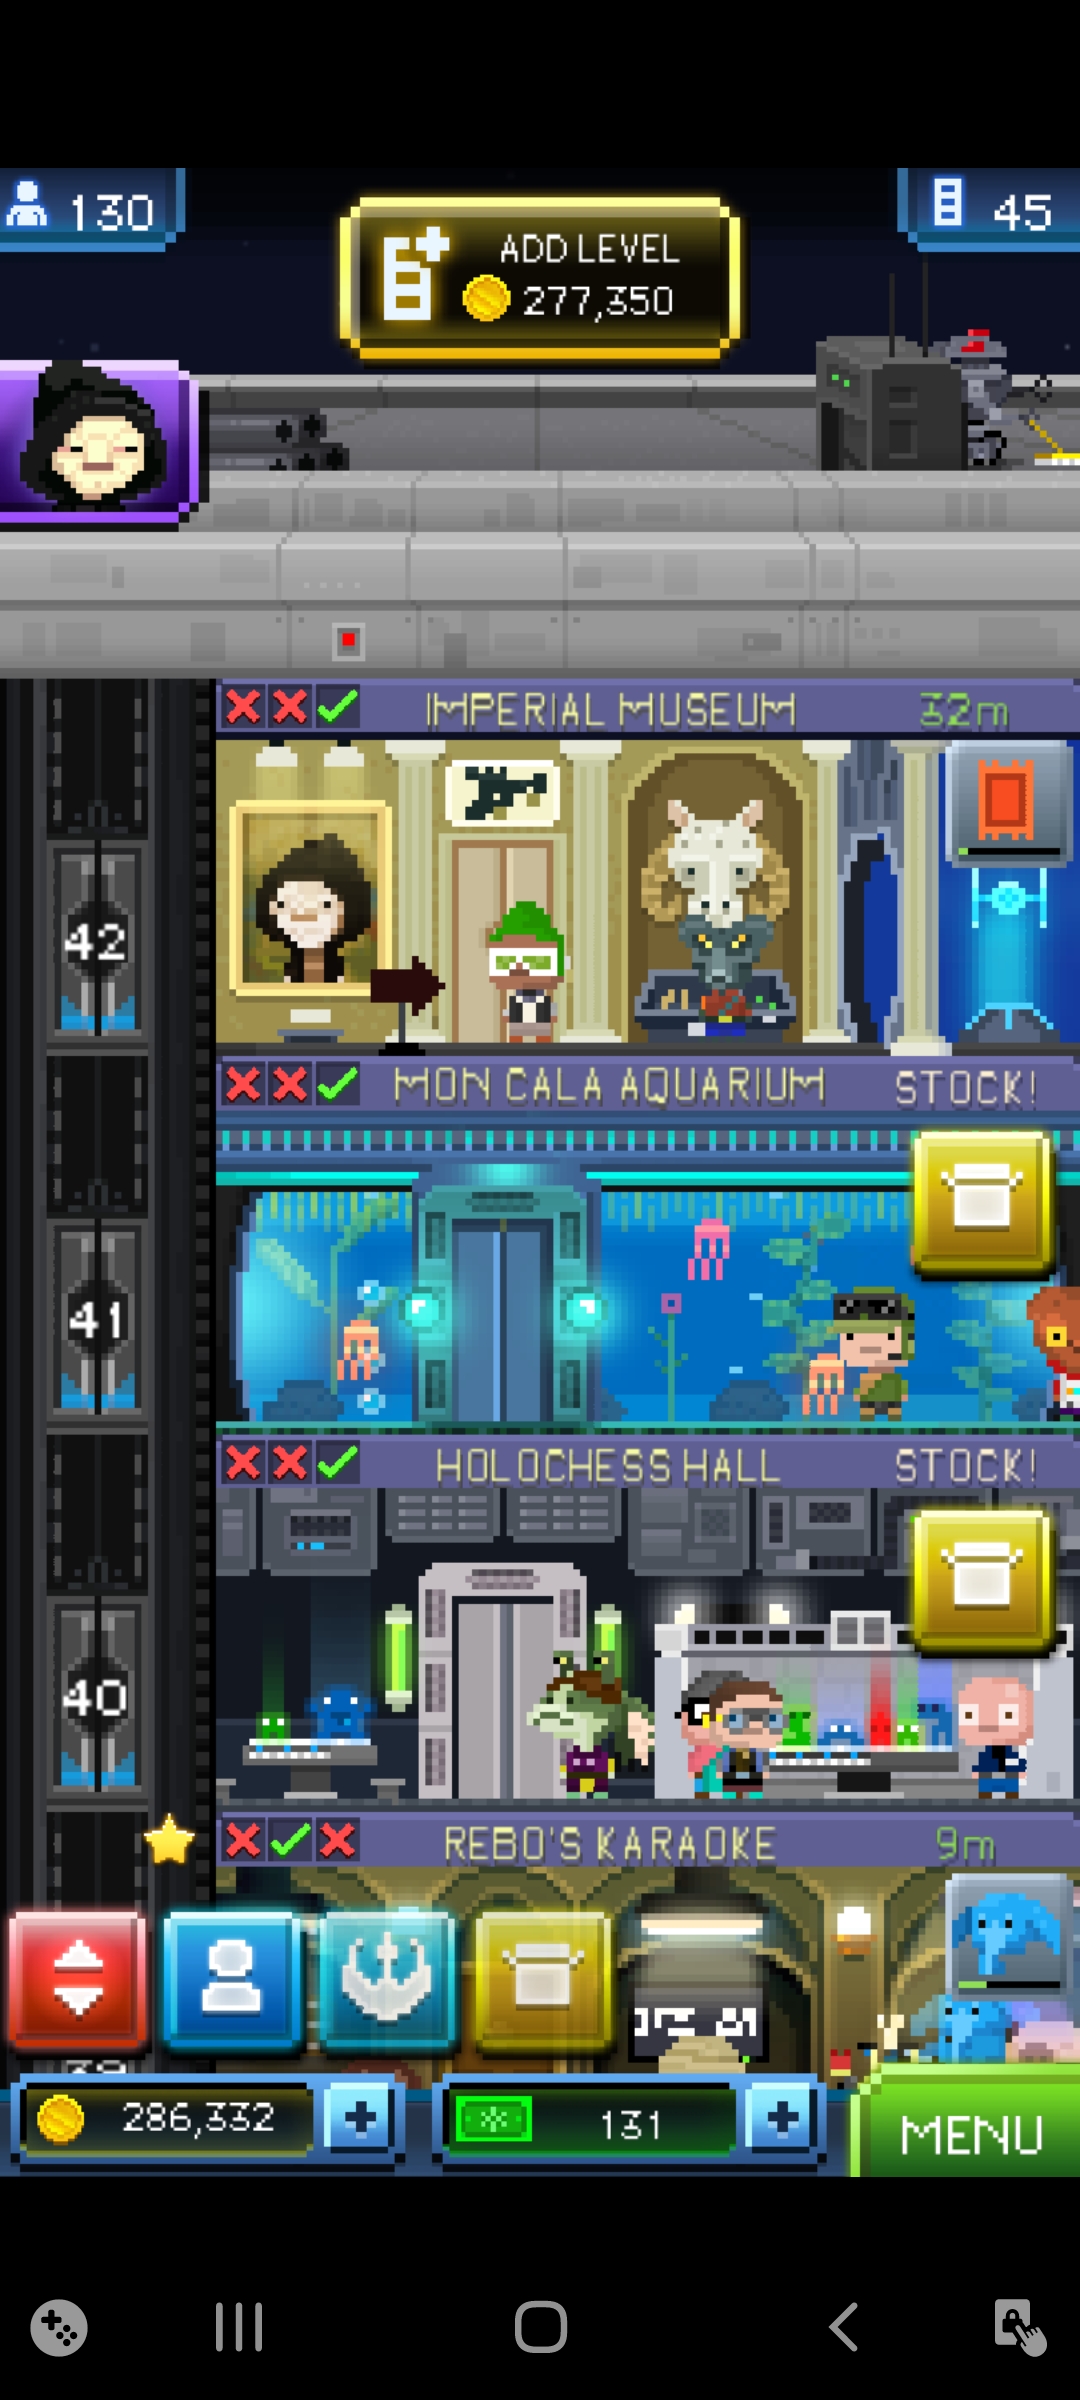 130
ADD LEVEL
277,350
45
IMPERIAL MUSEUM 32m
42
MON CALA AQUARIUM STOCK!
41
HOLOCHESS HALL STOCK!
40
REBO'S KARAOKE 9m
286,332
131
MENU